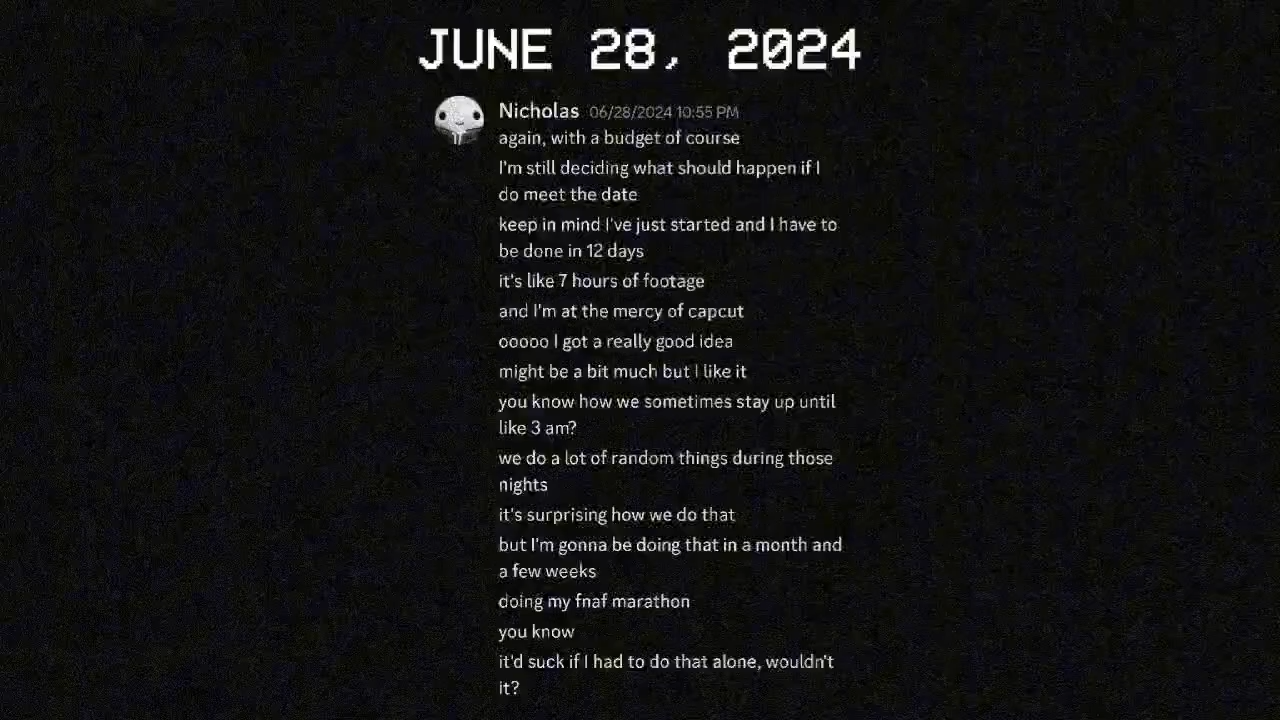 JUNE 28, 2024
Nicholas 06/28/2024 10:55 PM
again, with a budget of course
I'm still deciding what should happen if I
do meet the date
keep in mind I've just started and I have to
be done in 12 days
it's like 7 hours of footage
and I'm at the mercy of capcut
ooooo I got a really good idea
might be a bit much but I like it
you know how we sometimes stay up until
like 3 am?
we do a lot of random things during those
nights
it's surprising how we do that
but I'm gonna be doing that in a month and
a few weeks
doing my fnaf marathon
you know
it'd suck if I had to do that alone, wouldn't
it?